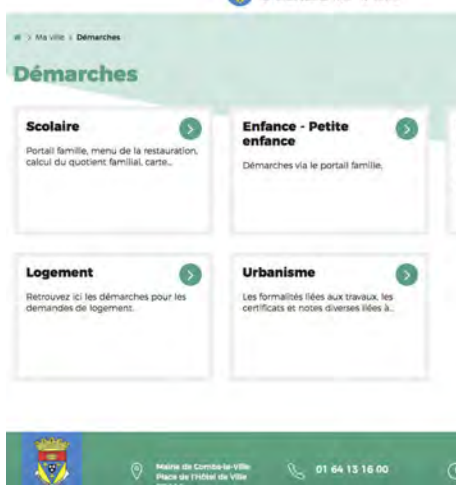 > Ma ville > Démarches
Démarches
Scolaire
Portail famille, menu de la restauration,
calcul du quotient familial, carte...
Enfance - Petite
enfance
Démarches via le portail famille.
Logement
Retrouvez ici les démarches pour les
demandes de logement.
Urbanisme
Les formalités liées aux travaux, les
certificats et notes diverses liées à...
Mairie de Combs-la-Ville
Place de l'Hôtel de Ville
01 64 13 16 00